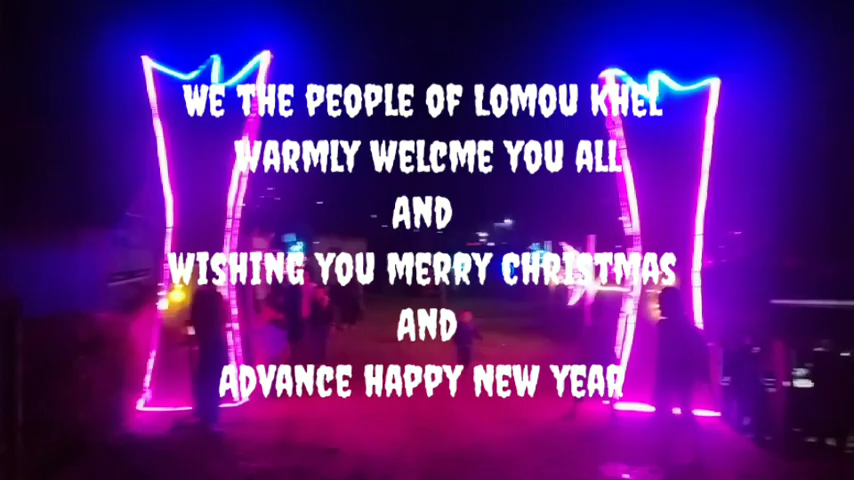 WE THE PEOPLE OF LOMOU KHEL
WARMLY WELCME YOU ALL
AND
WISHING YOU MERRY CHRISTMAS
AND
ADVANCE HAPPY NEW YEAR